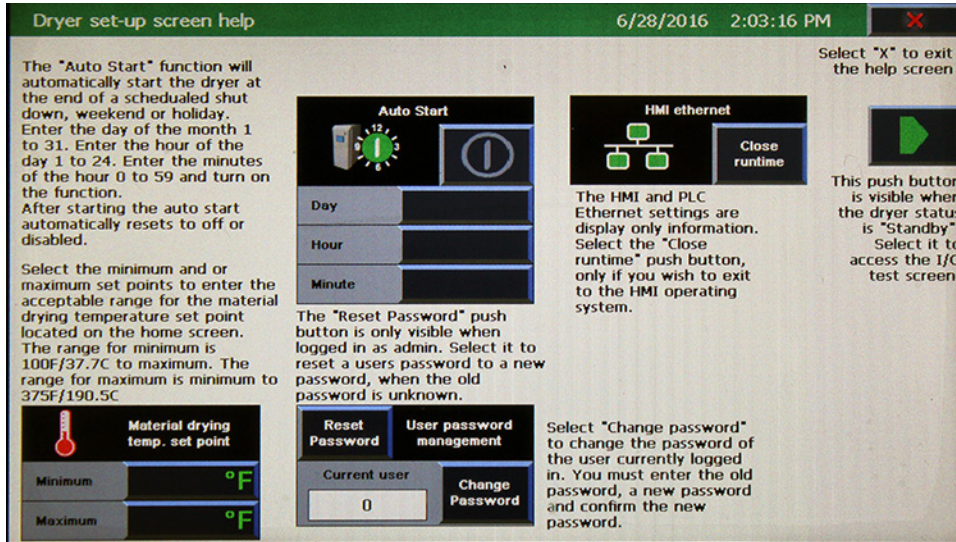 Dryer set-up screen help
6/28/2016 2:03:16 PM
X
The "Auto Start" function will
automatically start the dryer at
the end of a schedualed shut
down, weekend or holiday.
Enter the day of the month 1
to 31. Enter the hour of the
day 1 to 24. Enter the minutes
of the hour 0 to 59 and turn on
the function.
After starting the auto start
automatically resets to off or
disabled.
Select the minimum and or
maximum set points to enter the
acceptable range for the material
drying temperature set point
located on the home screen.
The range for minimum is
100F/37.7C to maximum. The
range for maximum is minimum to
375F/190.5C
Material drying
temp. set point
Minimum °F
Maximum °F
Auto Start
12
9 3
6
Day
Hour
Minute
The "Reset Password" push
button is only visible when
logged in as admin. Select it to
reset a users password to a new
password, when the old
password is unknown.
Reset
Password
User password
management
Current user
0
Change
Password
HMI ethernet
Close
runtime
The HMI and PLC
Ethernet settings are
display only information.
Select the "Close
runtime" push button,
only if you wish to exit
to the HMI operating
system.
Select "Change password"
to change the password of
the user currently logged
in. You must enter the old
password, a new password
and confirm the new
password.
Select "X" to exit
the help screen
This push button
is visible when
the dryer status
is "Standby"
Select it to
access the I/O
test screen